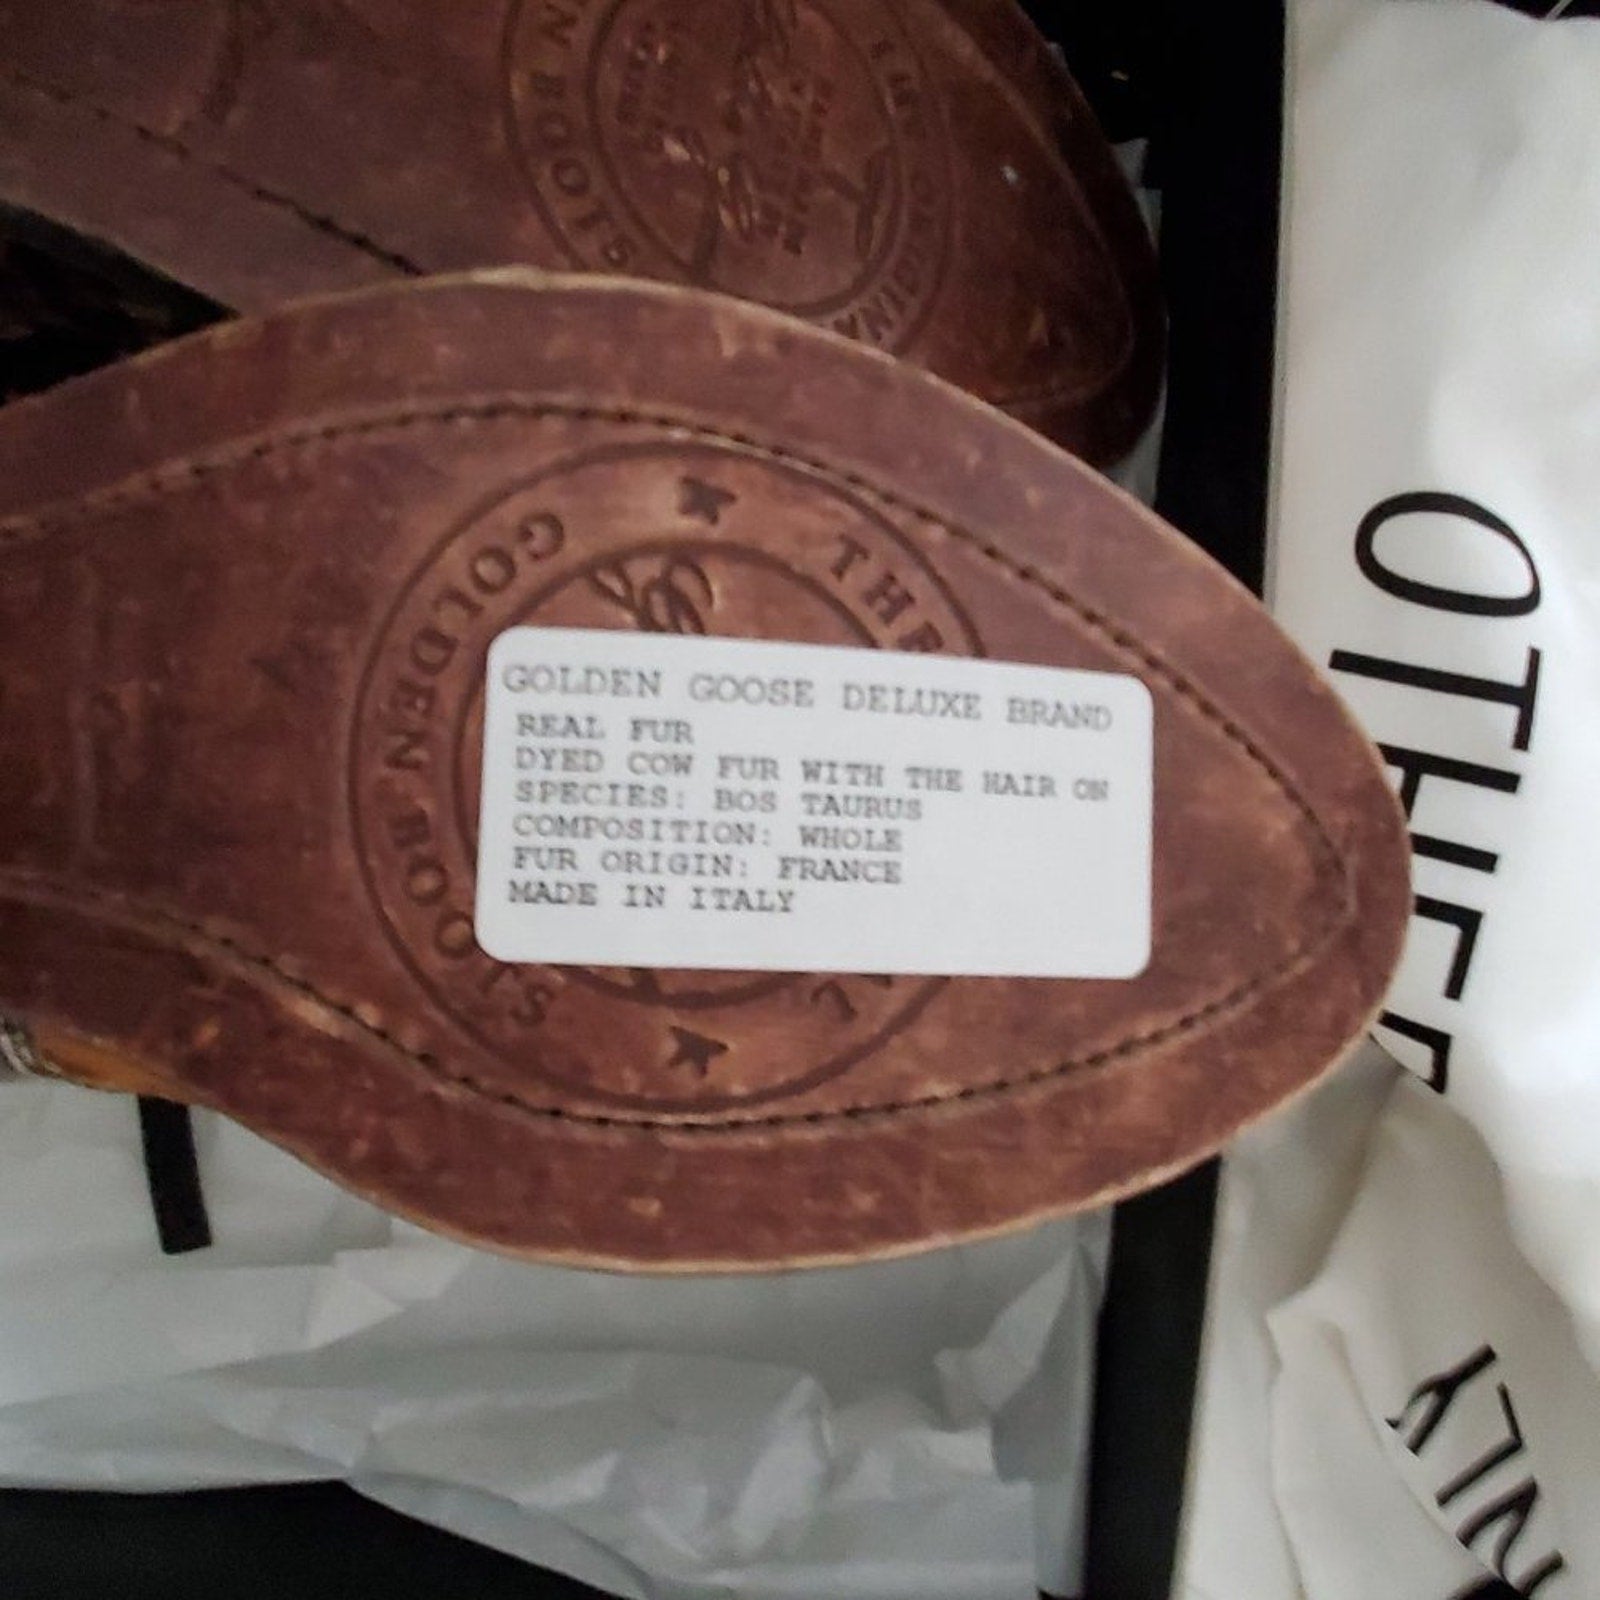 GOLDEN GOOSE DELUXE BRAND
REAL FUR
DYED COW FUR WITH THE HAIR ON
SPECIES: BOS TAURUS
COMPOSITION: WHOLE
FUR ORIGIN: FRANCE
MADE IN ITALY
GOLDEN BOOTS
THE